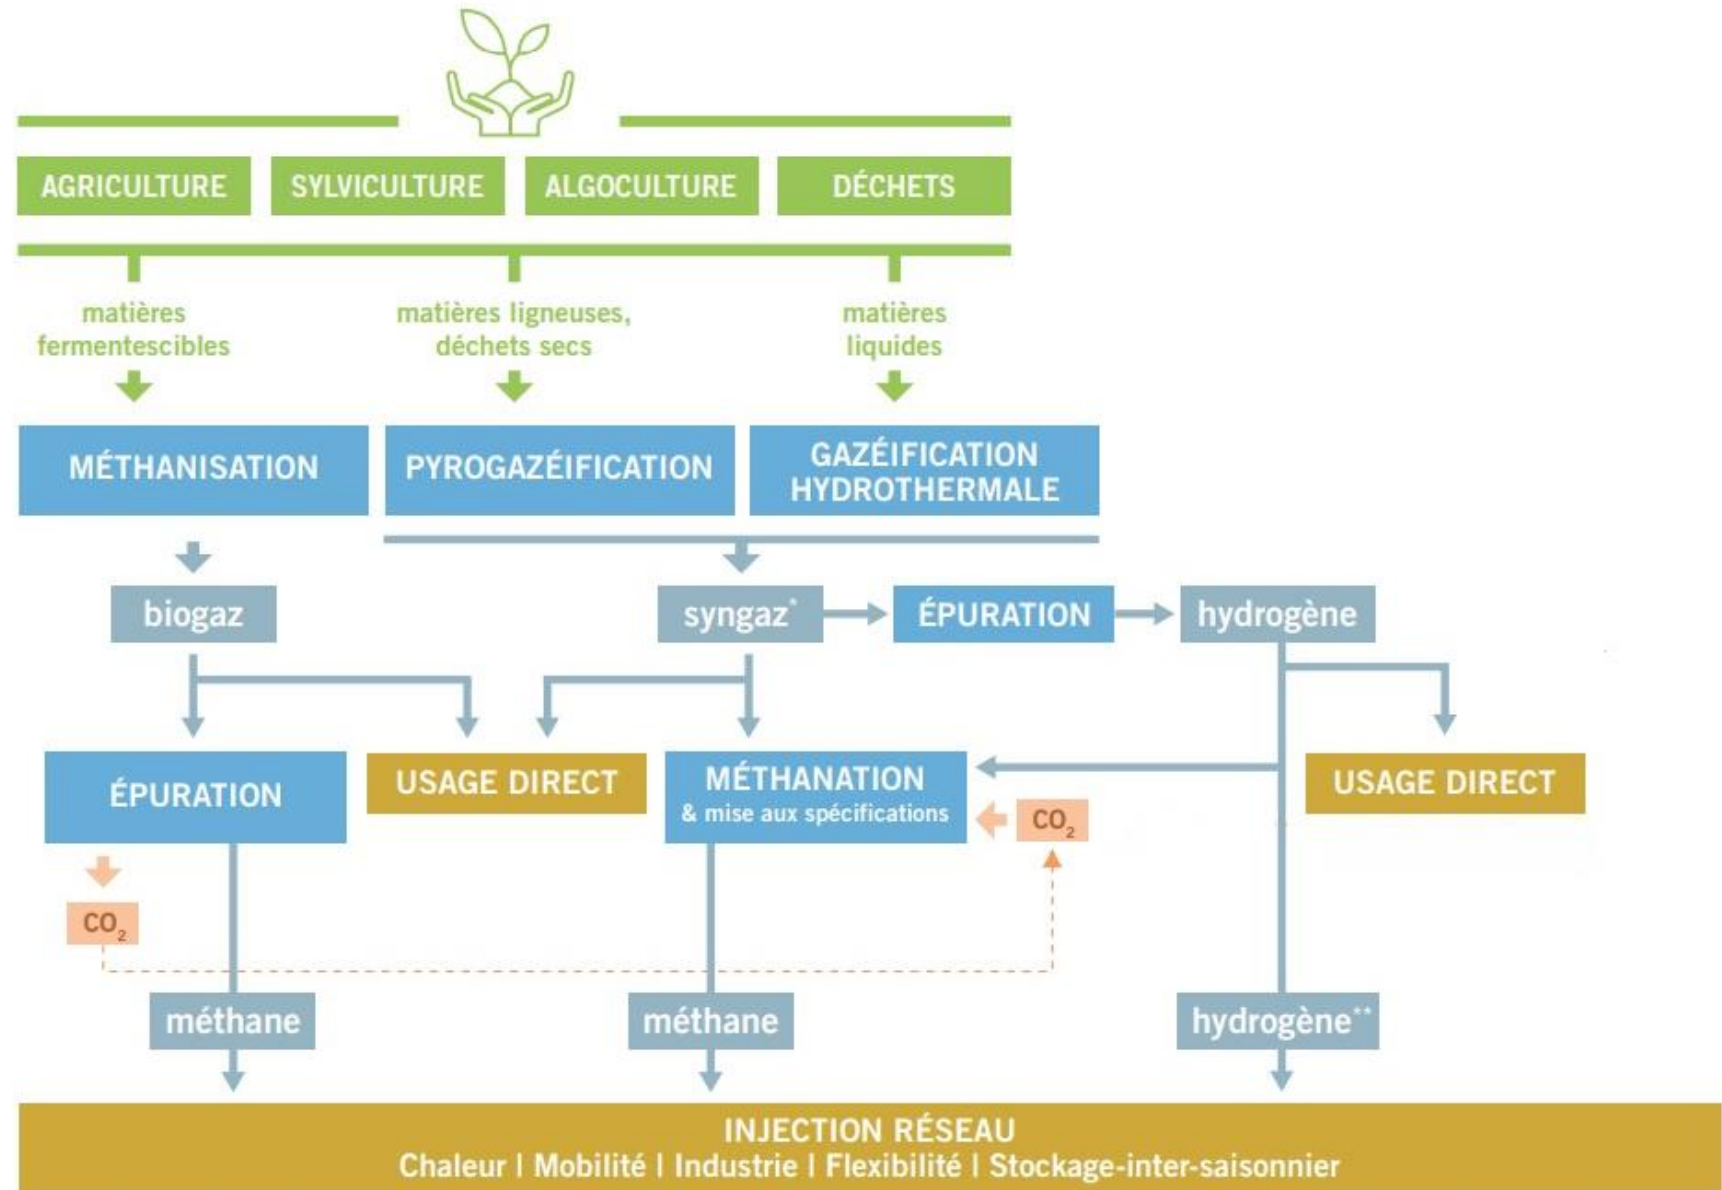 AGRICULTURE
SYLVICULTURE
ALGOCULTURE
DÉCHETS
matières
fermentescibles
matières ligneuses,
déchets secs
matières
liquides
MÉTHANISATION
PYROGAZÉIFICATION
GAZÉIFICATION
HYDROTHERMALE
biogaz
syngaz*
ÉPURATION
hydrogène
ÉPURATION
USAGE DIRECT
MÉTHANATION
& mise aux spécifications
CO₂
USAGE DIRECT
CO₂
méthane
méthane
hydrogène**
INJECTION RÉSEAU
Chaleur | Mobilité | Industrie | Flexibilité | Stockage-inter-saisonnier